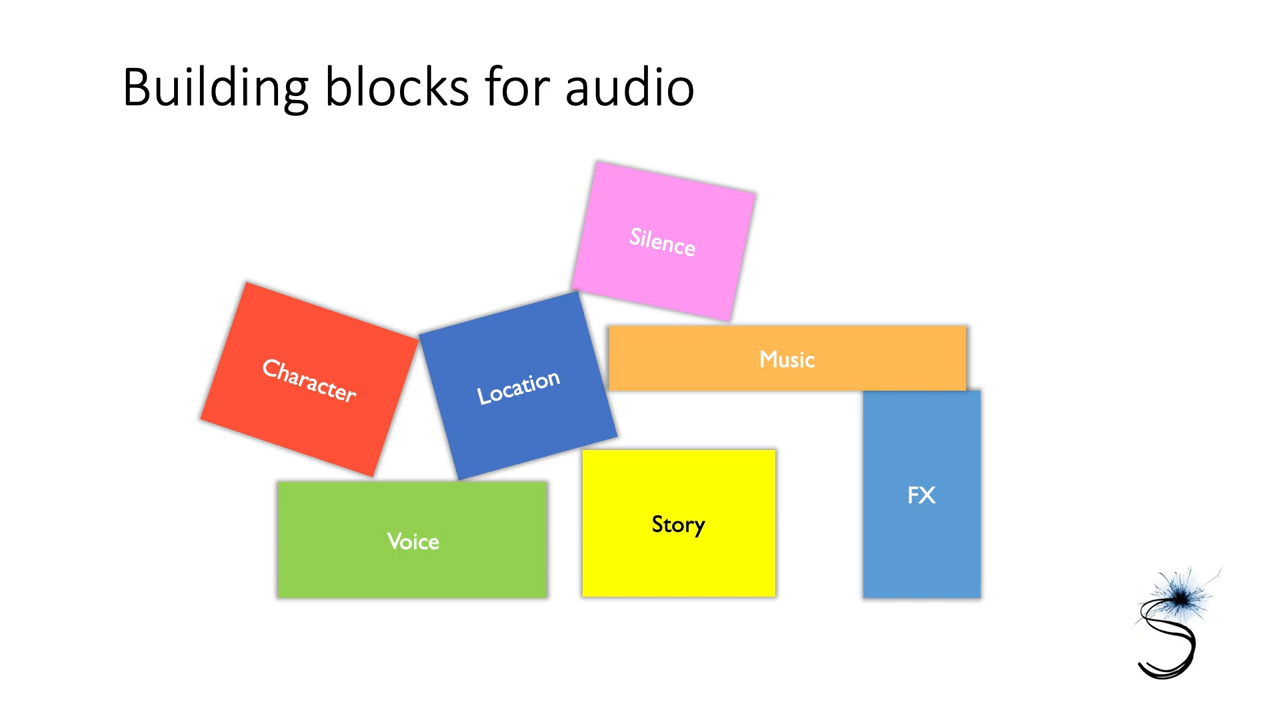 Building blocks for audio
Silence
Character
Location
Music
Voice
Story
FX
S